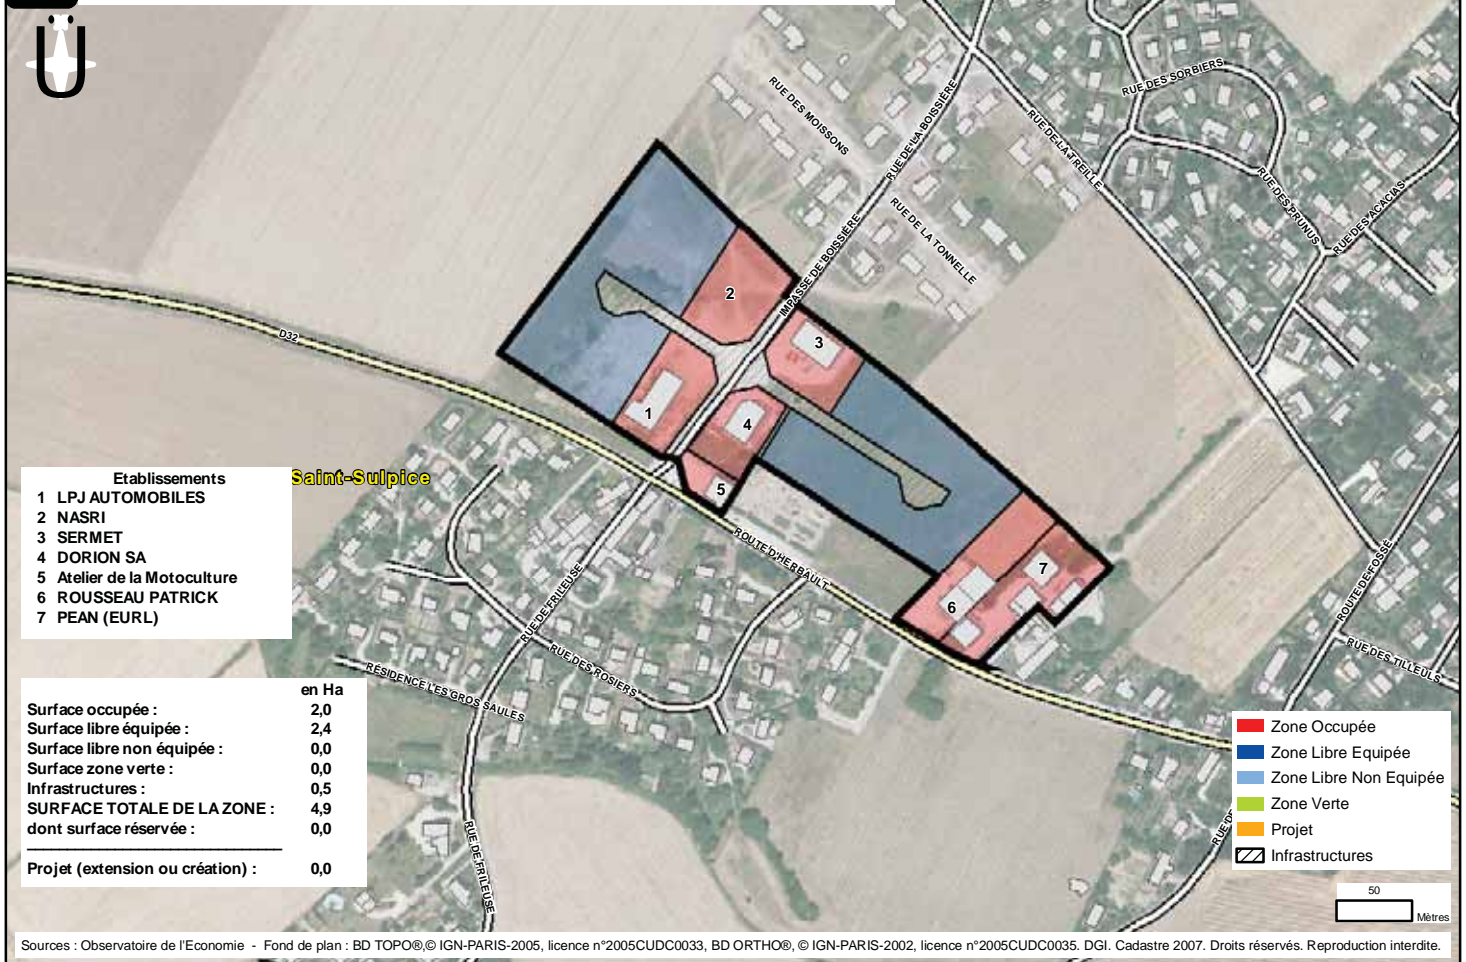 RUE DES SORBIERS
RUE DES MOISSONS
RUE DE LA BOISSIÈRE
RUE DE LA TREILLE
RUE DES PRUNUS
RUE DES ACACIAS
RUE DE LA TONNELLE
IMPASSE DE BOISSIÈRE
2
D32
3
1
4
Saint-Sulpice
5
ROUTE D'HERBAULT
7
6
ROUTE DE FOSSÉ
RUE DES TILLEULS
RUE DE FRILEUSE
RUE DES ROSIERS
RÉSIDENCE LES GROS SAULES
RUE DE FRILEUSE
RUE DE
Etablissements
1 LPJ AUTOMOBILES
2 NASRI
3 SERMET
4 DORION SA
5 Atelier de la Motoculture
6 ROUSSEAU PATRICK
7 PEAN (EURL)
en Ha
Surface occupée : 2,0
Surface libre équipée : 2,4
Surface libre non équipée : 0,0
Surface zone verte : 0,0
Infrastructures : 0,5
SURFACE TOTALE DE LA ZONE : 4,9
dont surface réservée : 0,0
Projet (extension ou création) : 0,0
Zone Occupée
Zone Libre Equipée
Zone Libre Non Equipée
Zone Verte
Projet
Infrastructures
50
Mètres
Sources : Observatoire de l'Economie - Fond de plan : BD TOPO®,© IGN-PARIS-2005, licence n°2005CUDC0033, BD ORTHO®, © IGN-PARIS-2002, licence n°2005CUDC0035. DGI. Cadastre 2007. Droits réservés. Reproduction interdite.